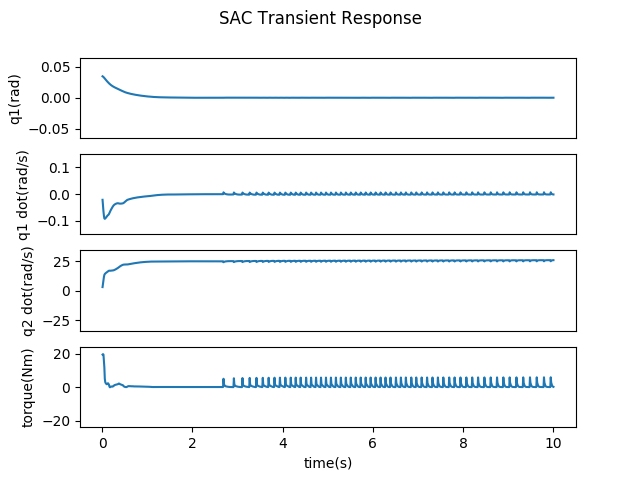 SAC Transient Response
q1(rad)
0.05
0.00
−0.05
q1 dot(rad/s)
0.1
0.0
−0.1
q2 dot(rad/s)
25
0
−25
torque(Nm)
20
0
−20
0 2 4 6 8 10
time(s)